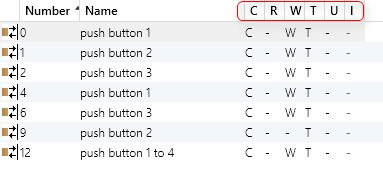 Number Name C R W T U I
0 push button 1 C - W T - -
1 push button 2 C - W T - -
2 push button 3 C - W T - -
4 push button 1 C - W T - -
6 push button 3 C - W T - -
9 push button 2 C - - T - -
12 push button 1 to 4 C - W T - -